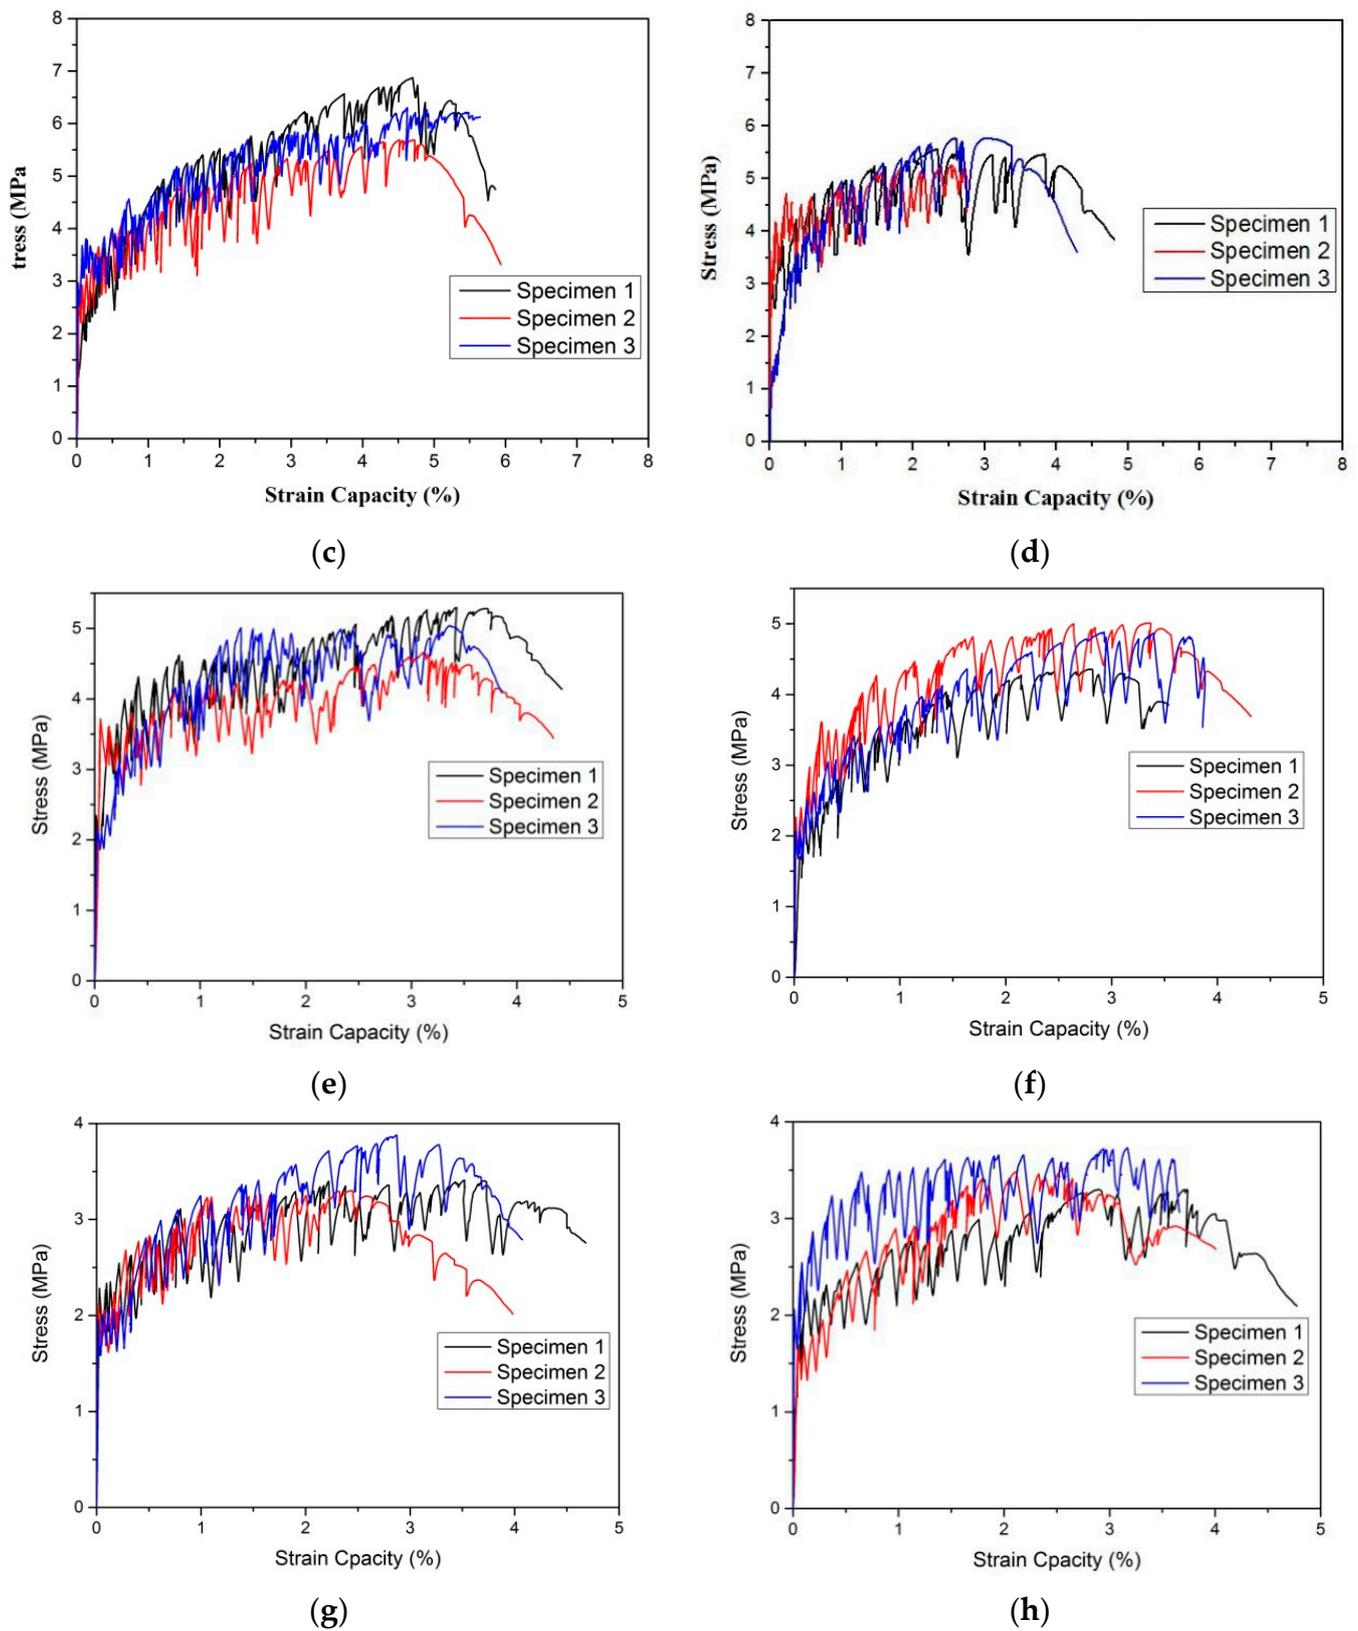 8
7
6
5
4
3
2
1
0
tress (MPa)
0 1 2 3 4 5 6 7 8
Strain Capacity (%)
Specimen 1
Specimen 2
Specimen 3
(c)
8
7
6
5
4
3
2
1
0
Stress (MPa)
0 1 2 3 4 5 6 7 8
Strain Capacity (%)
Specimen 1
Specimen 2
Specimen 3
(d)
5
4
3
2
1
0
Stress (MPa)
0 1 2 3 4 5
Strain Capacity (%)
Specimen 1
Specimen 2
Specimen 3
(e)
5
4
3
2
1
0
Stress (MPa)
0 1 2 3 4 5
Strain Capacity (%)
Specimen 1
Specimen 2
Specimen 3
(f)
4
3
2
1
0
Stress (MPa)
0 1 2 3 4 5
Strain Cpacity (%)
Specimen 1
Specimen 2
Specimen 3
(g)
4
3
2
1
0
Stress (MPa)
0 1 2 3 4 5
Strain Cpacity (%)
Specimen 1
Specimen 2
Specimen 3
(h)